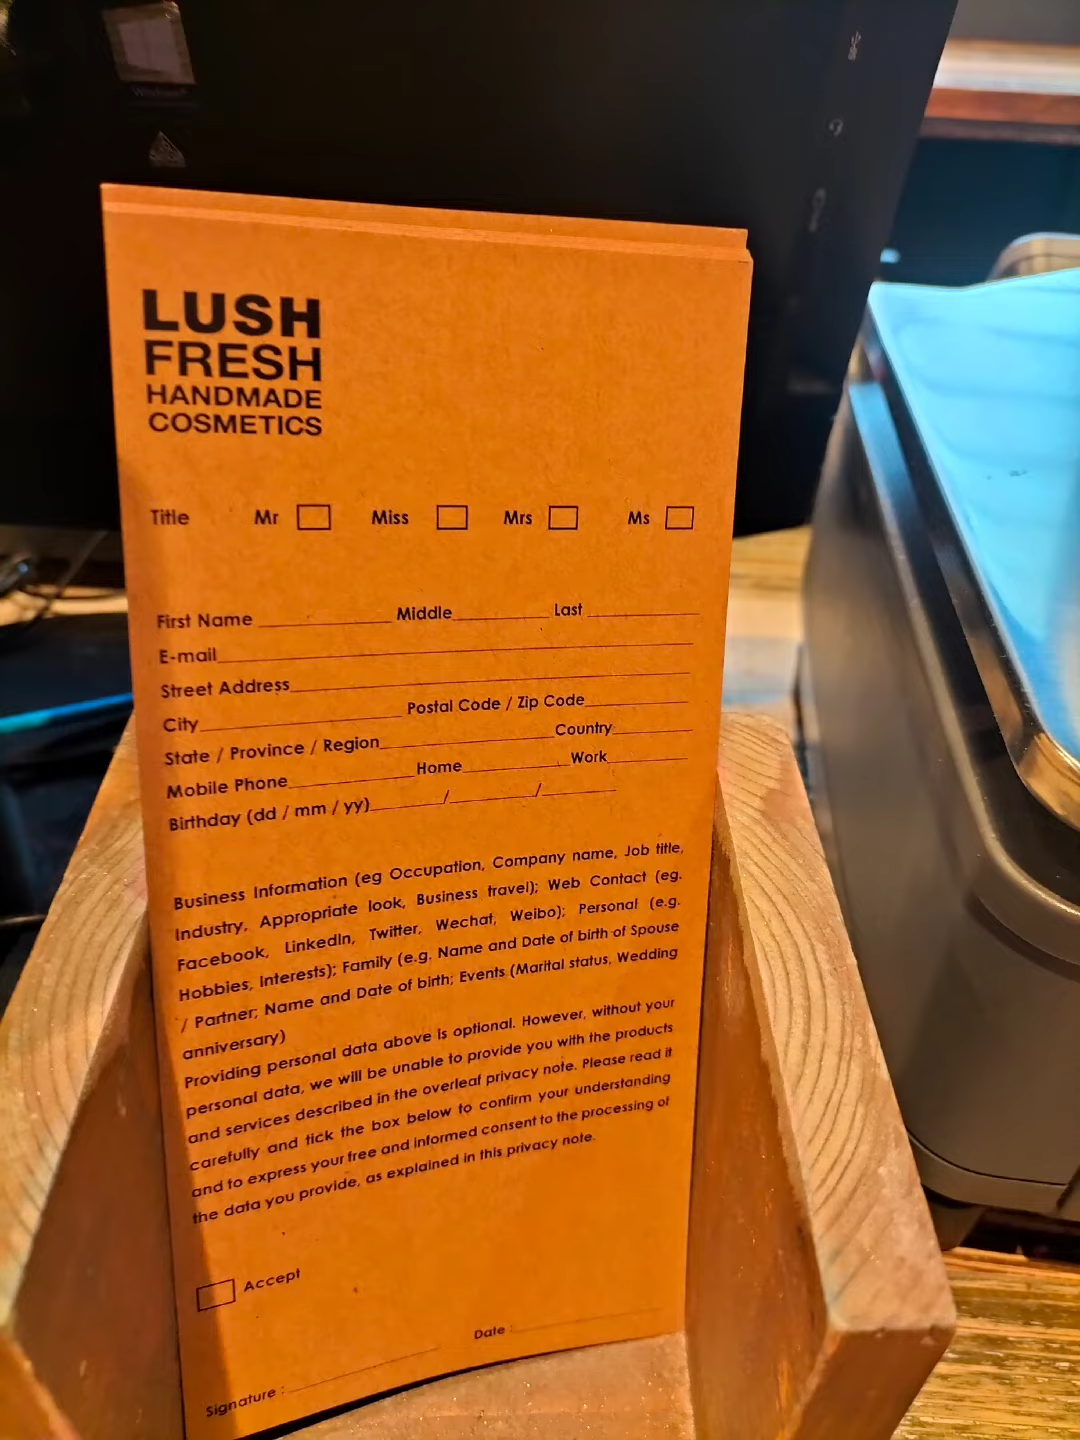 Windows®
LUSH
FRESH
HANDMADE
COSMETICS
Title Mr Miss Mrs Ms
First Name Middle Last
E-mail
Street Address
City Postal Code / Zip Code
State / Province / Region Country
Mobile Phone Home Work
Birthday (dd / mm / yy) / /
Business Information (eg Occupation, Company name, Job title,
Industry, Appropriate look, Business travel); Web Contact (eg.
Facebook, LinkedIn, Twitter, Wechat, Weibo); Personal (e.g.
Hobbies, Interests); Family (e.g. Name and Date of birth of Spouse
/ Partner; Name and Date of birth; Events (Marital status, Wedding
anniversary)
Providing personal data above is optional. However, without your
personal data, we will be unable to provide you with the products
and services described in the overleaf privacy note. Please read it
carefully and tick the box below to confirm your understanding
and to express your free and informed consent to the processing of
the data you provide, as explained in this privacy note.
Accept
Date :
Signature :